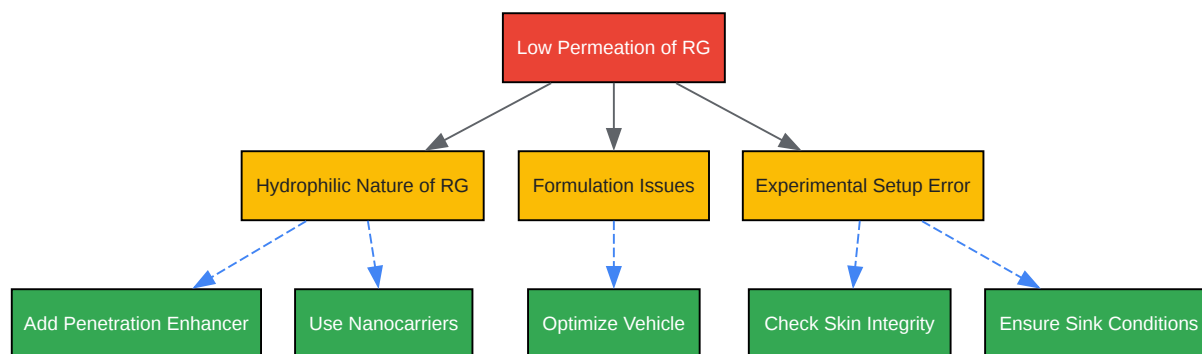 Low Permeation of RG
Hydrophilic Nature of RG
Formulation Issues
Experimental Setup Error
Add Penetration Enhancer
Use Nanocarriers
Optimize Vehicle
Check Skin Integrity
Ensure Sink Conditions